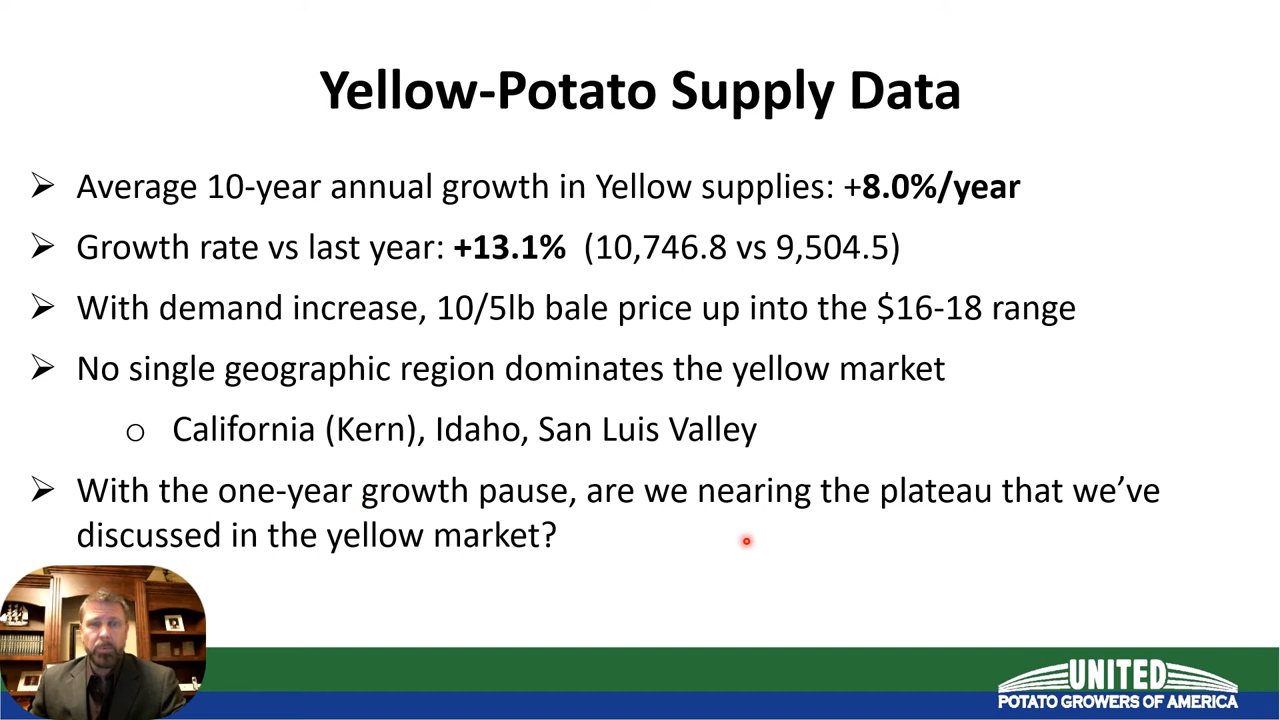 Yellow-Potato Supply Data
➢ Average 10-year annual growth in Yellow supplies: +8.0%/year
➢ Growth rate vs last year: +13.1% (10,746.8 vs 9,504.5)
➢ With demand increase, 10/5lb bale price up into the $16-18 range
➢ No single geographic region dominates the yellow market
o California (Kern), Idaho, San Luis Valley
➢ With the one-year growth pause, are we nearing the plateau that we’ve
discussed in the yellow market?
UNITED
POTATO GROWERS OF AMERICA